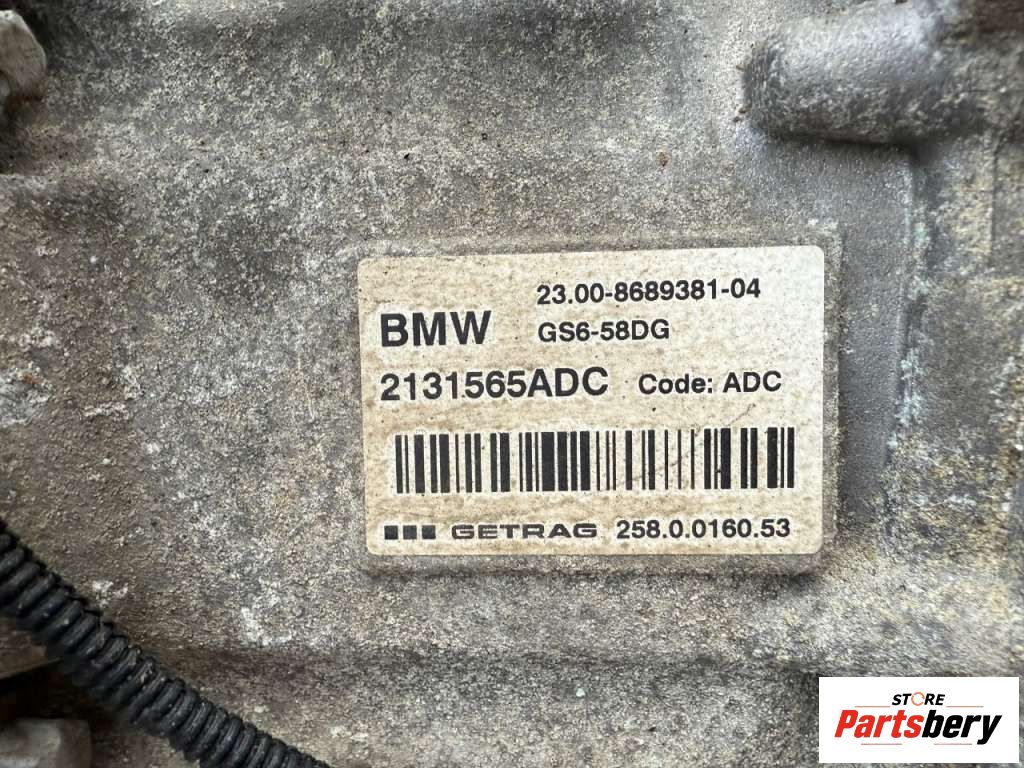 23.00-8689381-04
BMW GS6-58DG
2131565ADC Code: ADC
GETRAG 258.0.0160.53
STORE
Partsbery